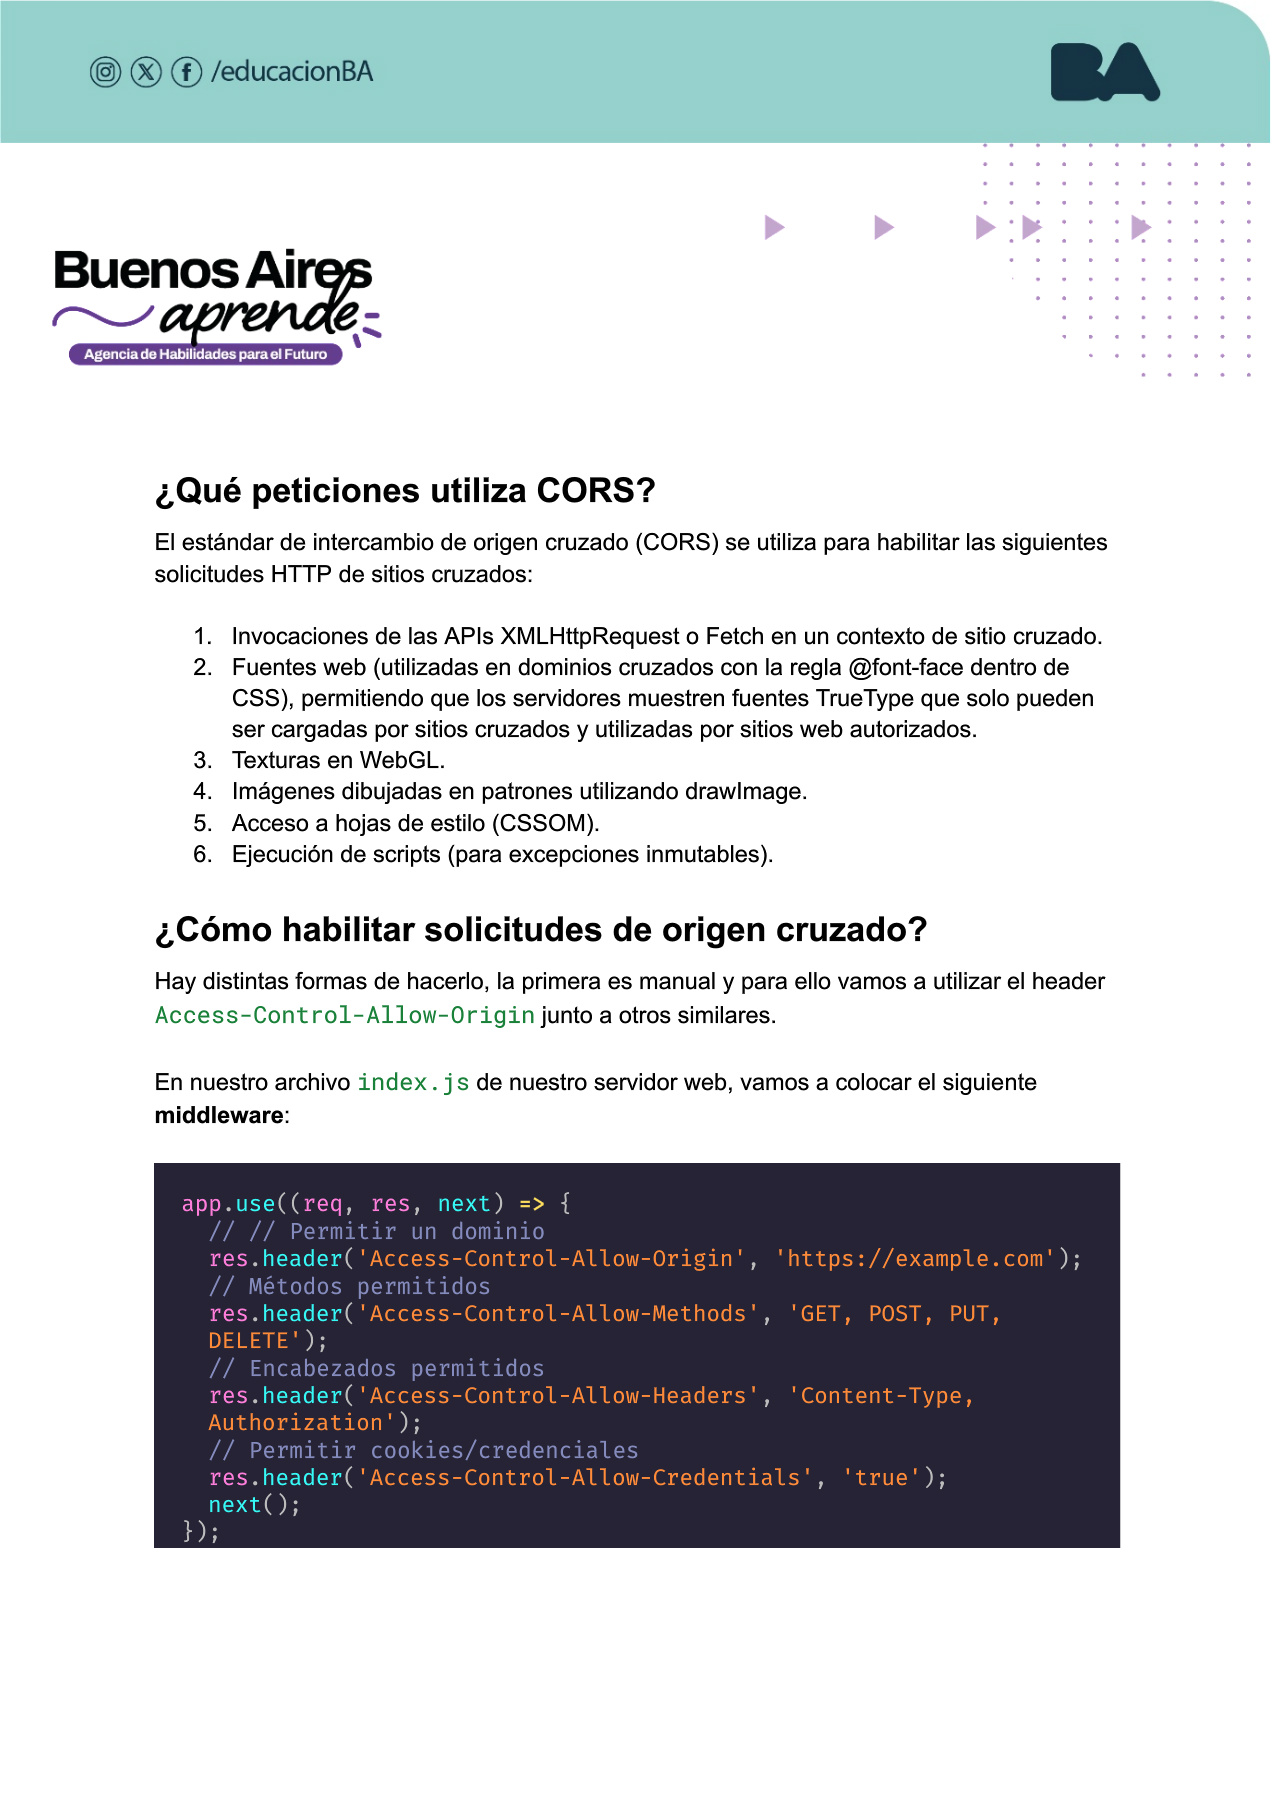 /educacionBA
BA
Buenos Aires
aprende
Agencia de Habilidades para el Futuro
¿Qué peticiones utiliza CORS?
El estándar de intercambio de origen cruzado (CORS) se utiliza para habilitar las siguientes
solicitudes HTTP de sitios cruzados:
1. Invocaciones de las APIs XMLHttpRequest o Fetch en un contexto de sitio cruzado.
2. Fuentes web (utilizadas en dominios cruzados con la regla @font-face dentro de
CSS), permitiendo que los servidores muestren fuentes TrueType que solo pueden
ser cargadas por sitios cruzados y utilizadas por sitios web autorizados.
3. Texturas en WebGL.
4. Imágenes dibujadas en patrones utilizando drawImage.
5. Acceso a hojas de estilo (CSSOM).
6. Ejecución de scripts (para excepciones inmutables).
¿Cómo habilitar solicitudes de origen cruzado?
Hay distintas formas de hacerlo, la primera es manual y para ello vamos a utilizar el header
Access-Control-Allow-Origin junto a otros similares.
En nuestro archivo index.js de nuestro servidor web, vamos a colocar el siguiente
middleware:
app.use((req, res, next) => {
// // Permitir un dominio
res.header('Access-Control-Allow-Origin', 'https://example.com');
// Métodos permitidos
res.header('Access-Control-Allow-Methods', 'GET, POST, PUT,
DELETE');
// Encabezados permitidos
res.header('Access-Control-Allow-Headers', 'Content-Type,
Authorization');
// Permitir cookies/credenciales
res.header('Access-Control-Allow-Credentials', 'true');
next();
});